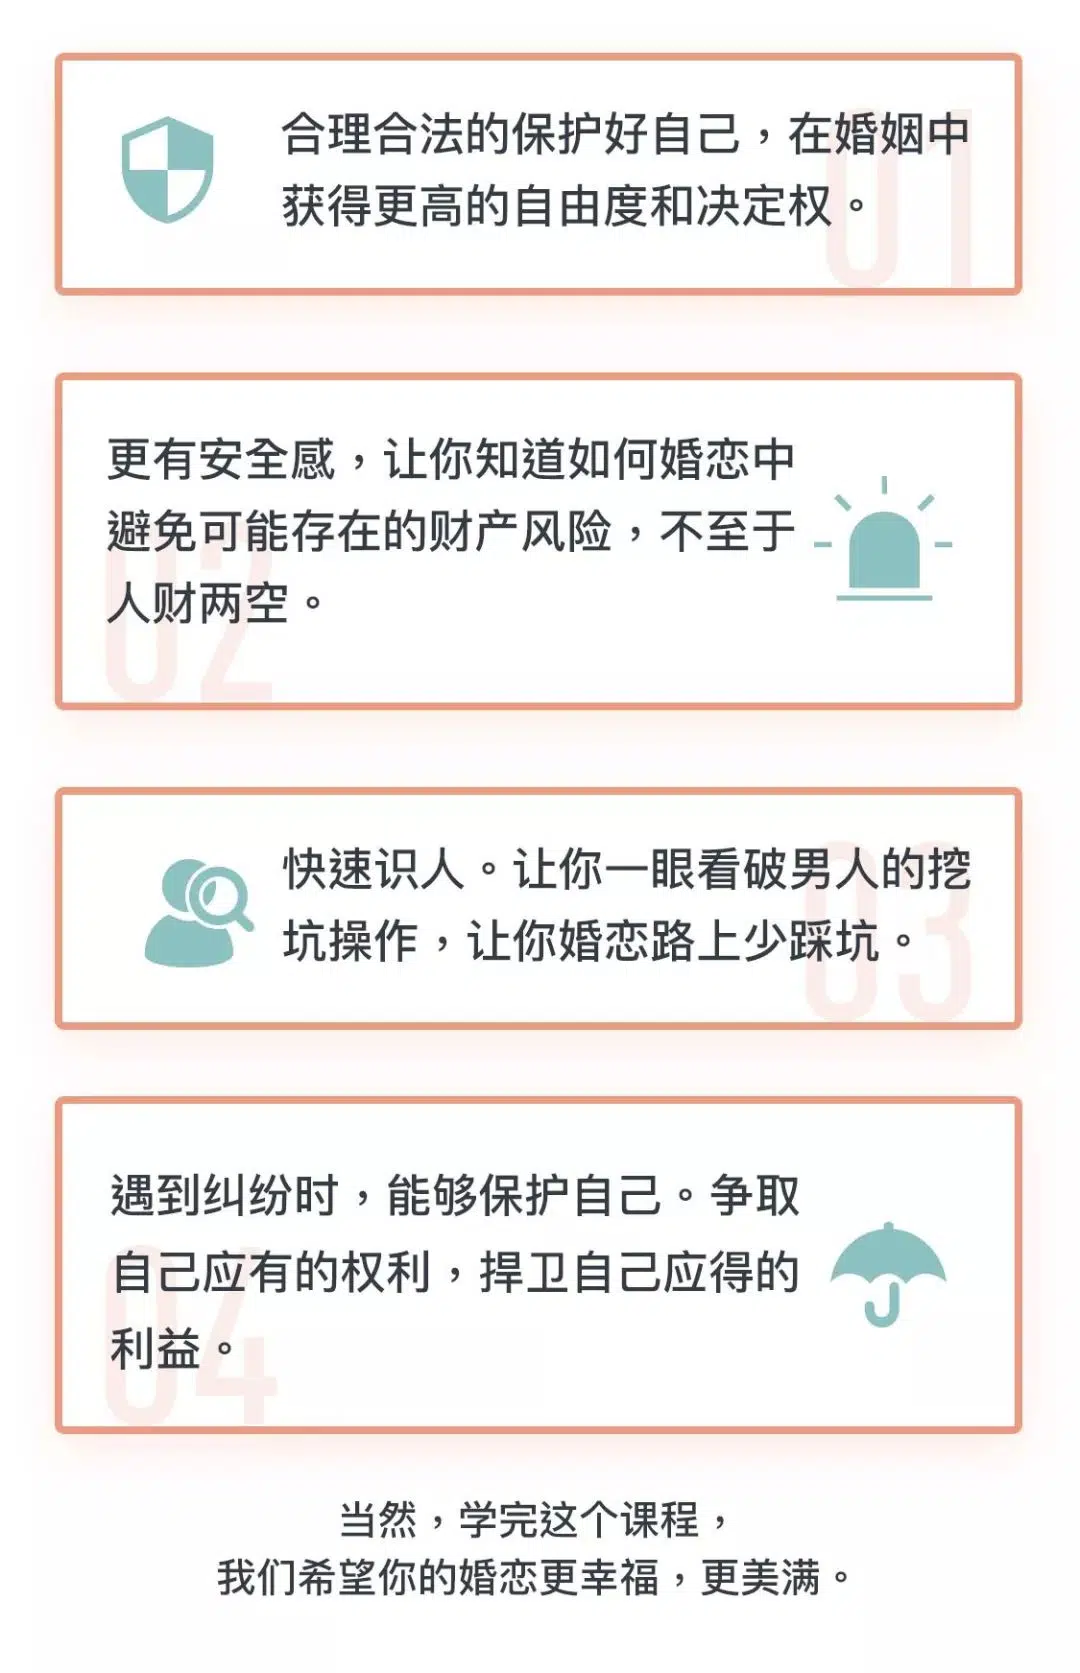 01
合理合法的保护好自己，在婚姻中
获得更高的自由度和决定权。
02
更有安全感，让你知道如何婚恋中
避免可能存在的财产风险，不至于
人财两空。
03
快速识人。让你一眼看破男人的挖
坑操作，让你婚恋路上少踩坑。
04
遇到纠纷时，能够保护自己。争取
自己应有的权利，捍卫自己应得的
利益。
当然，学完这个课程，
我们希望你的婚恋更幸福，更美满。